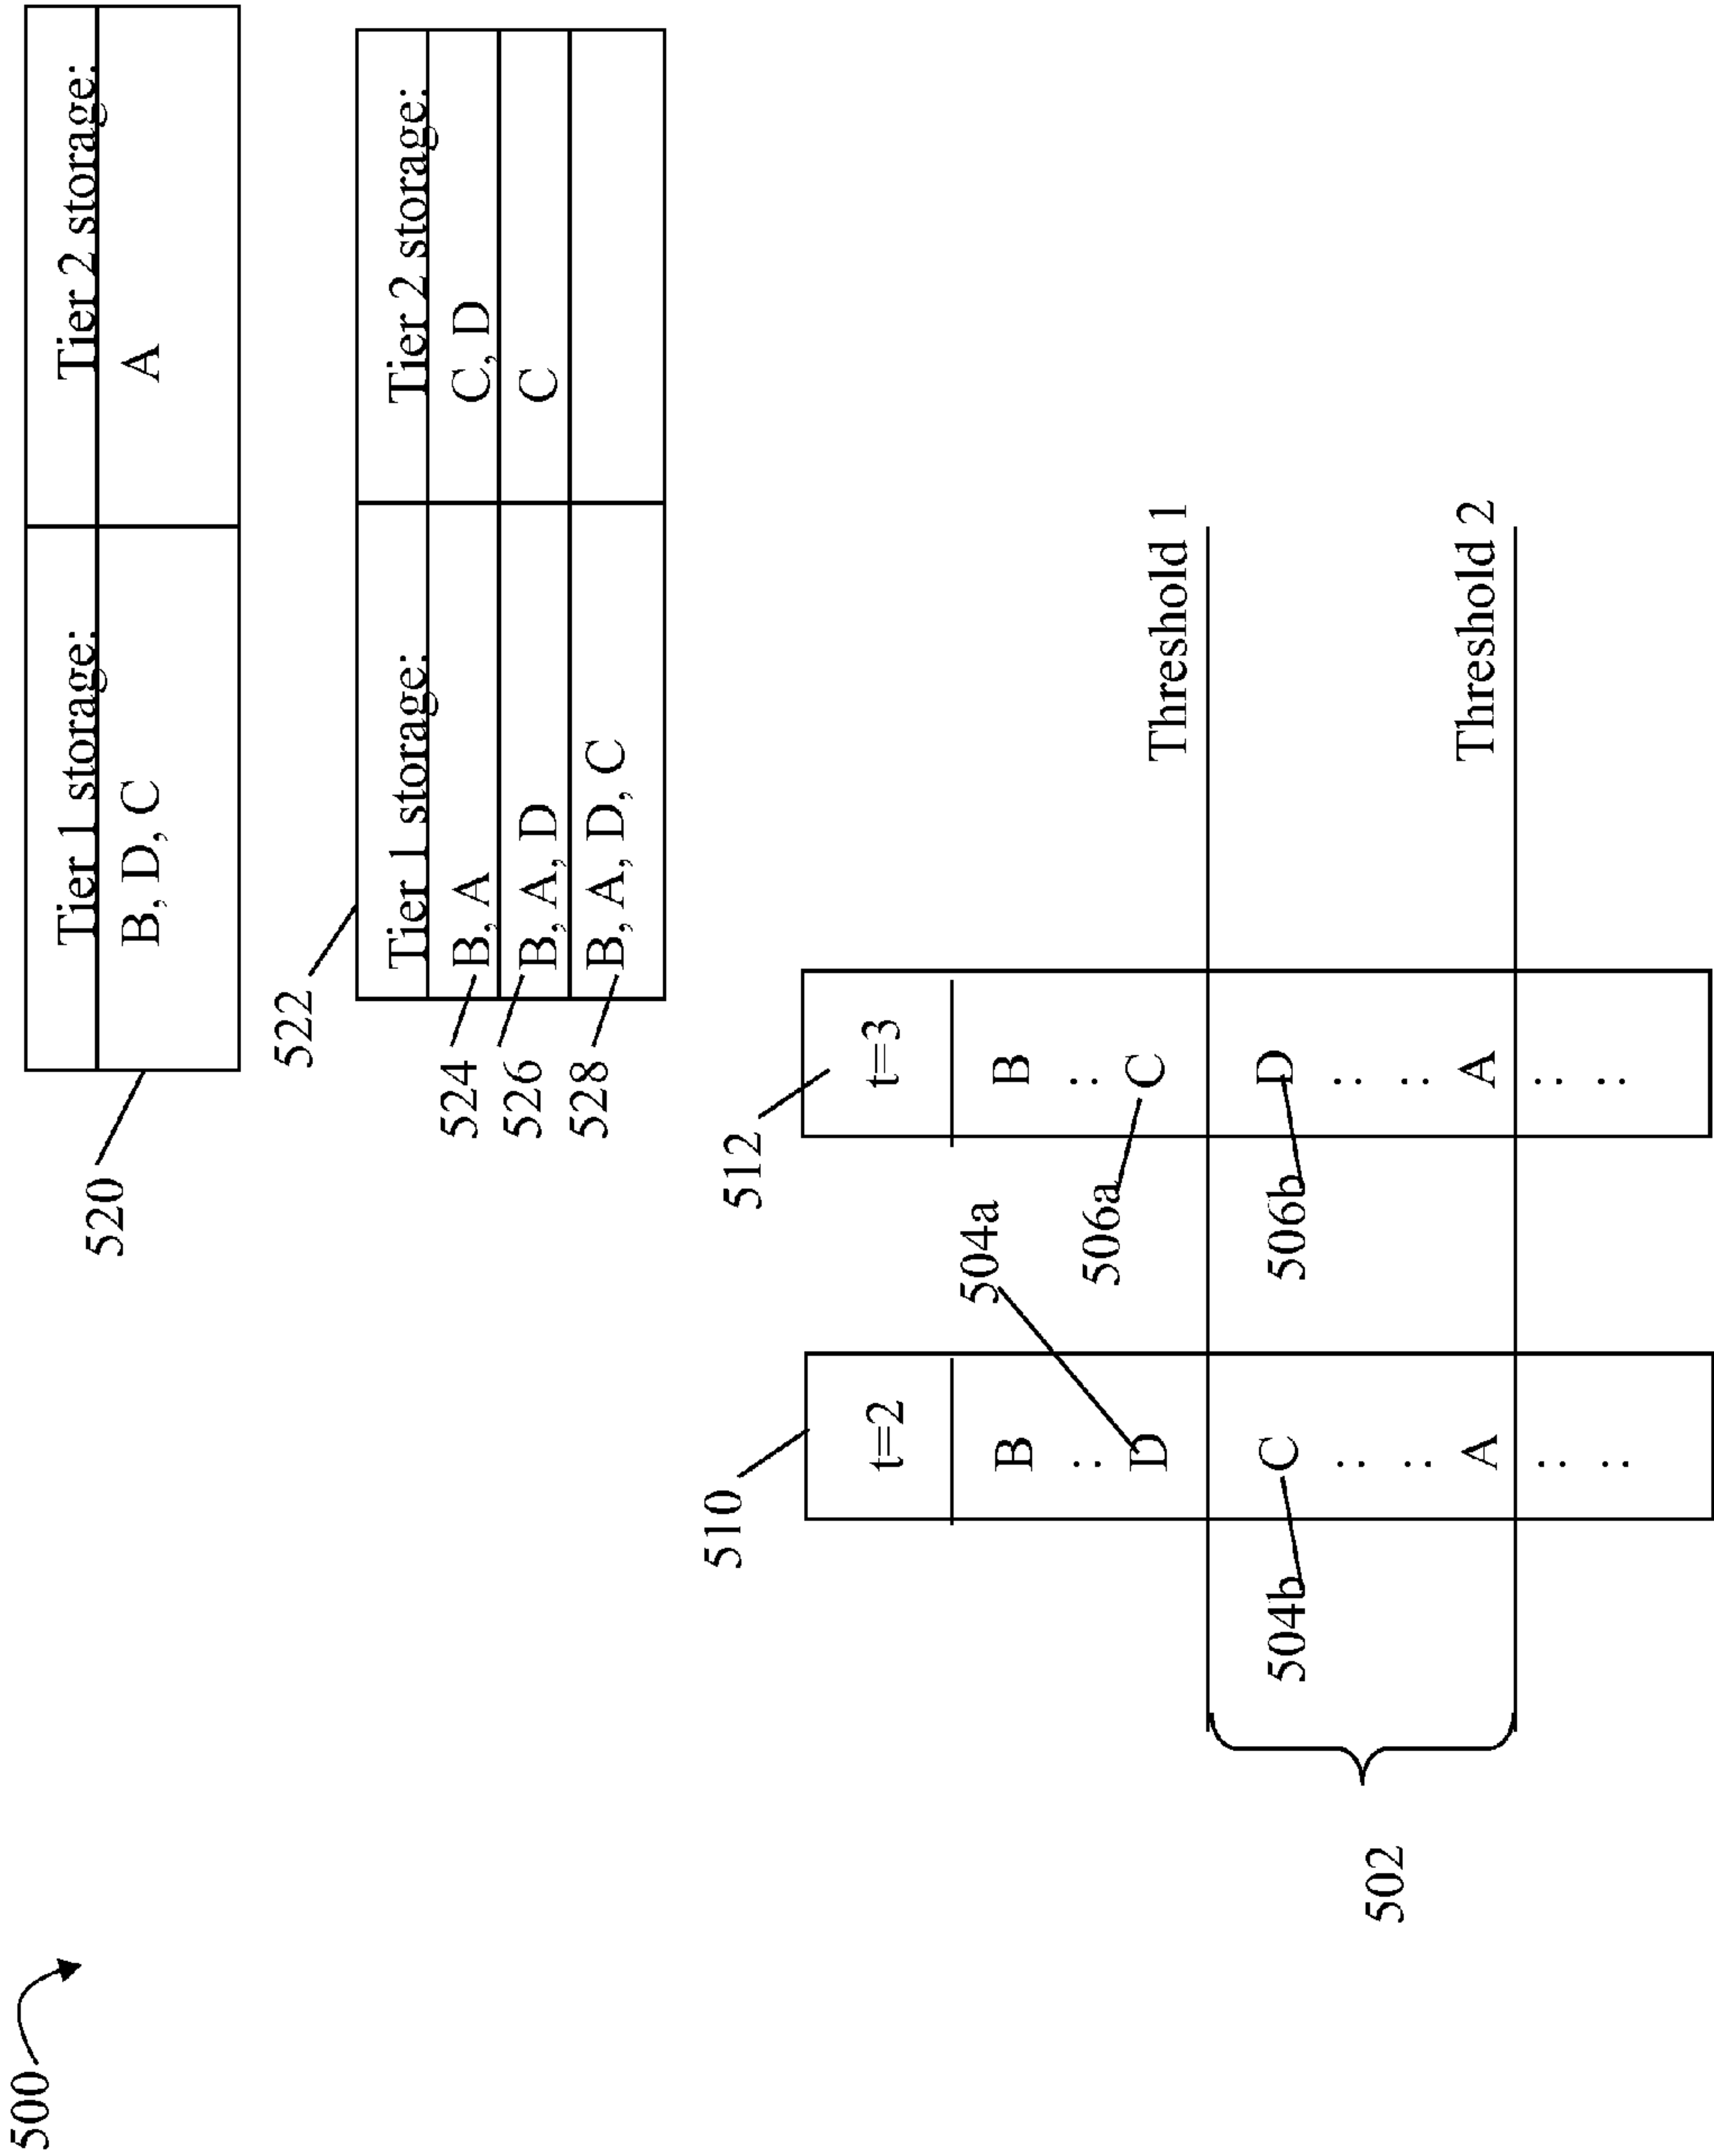 500
Tier 1 storage: Tier 2 storage:
B, D, C A
520
522
Tier 1 storage: Tier 2 storage:
524 B, A C, D
526 B, A, D C
528 B, A, D, C
510 512
t=2 t=3
504a
B B
.. ..
506a
D C
Threshold 1
504b C 506b D
.. ..
.. ..
502
A A Threshold 2
.. ..
.. ..